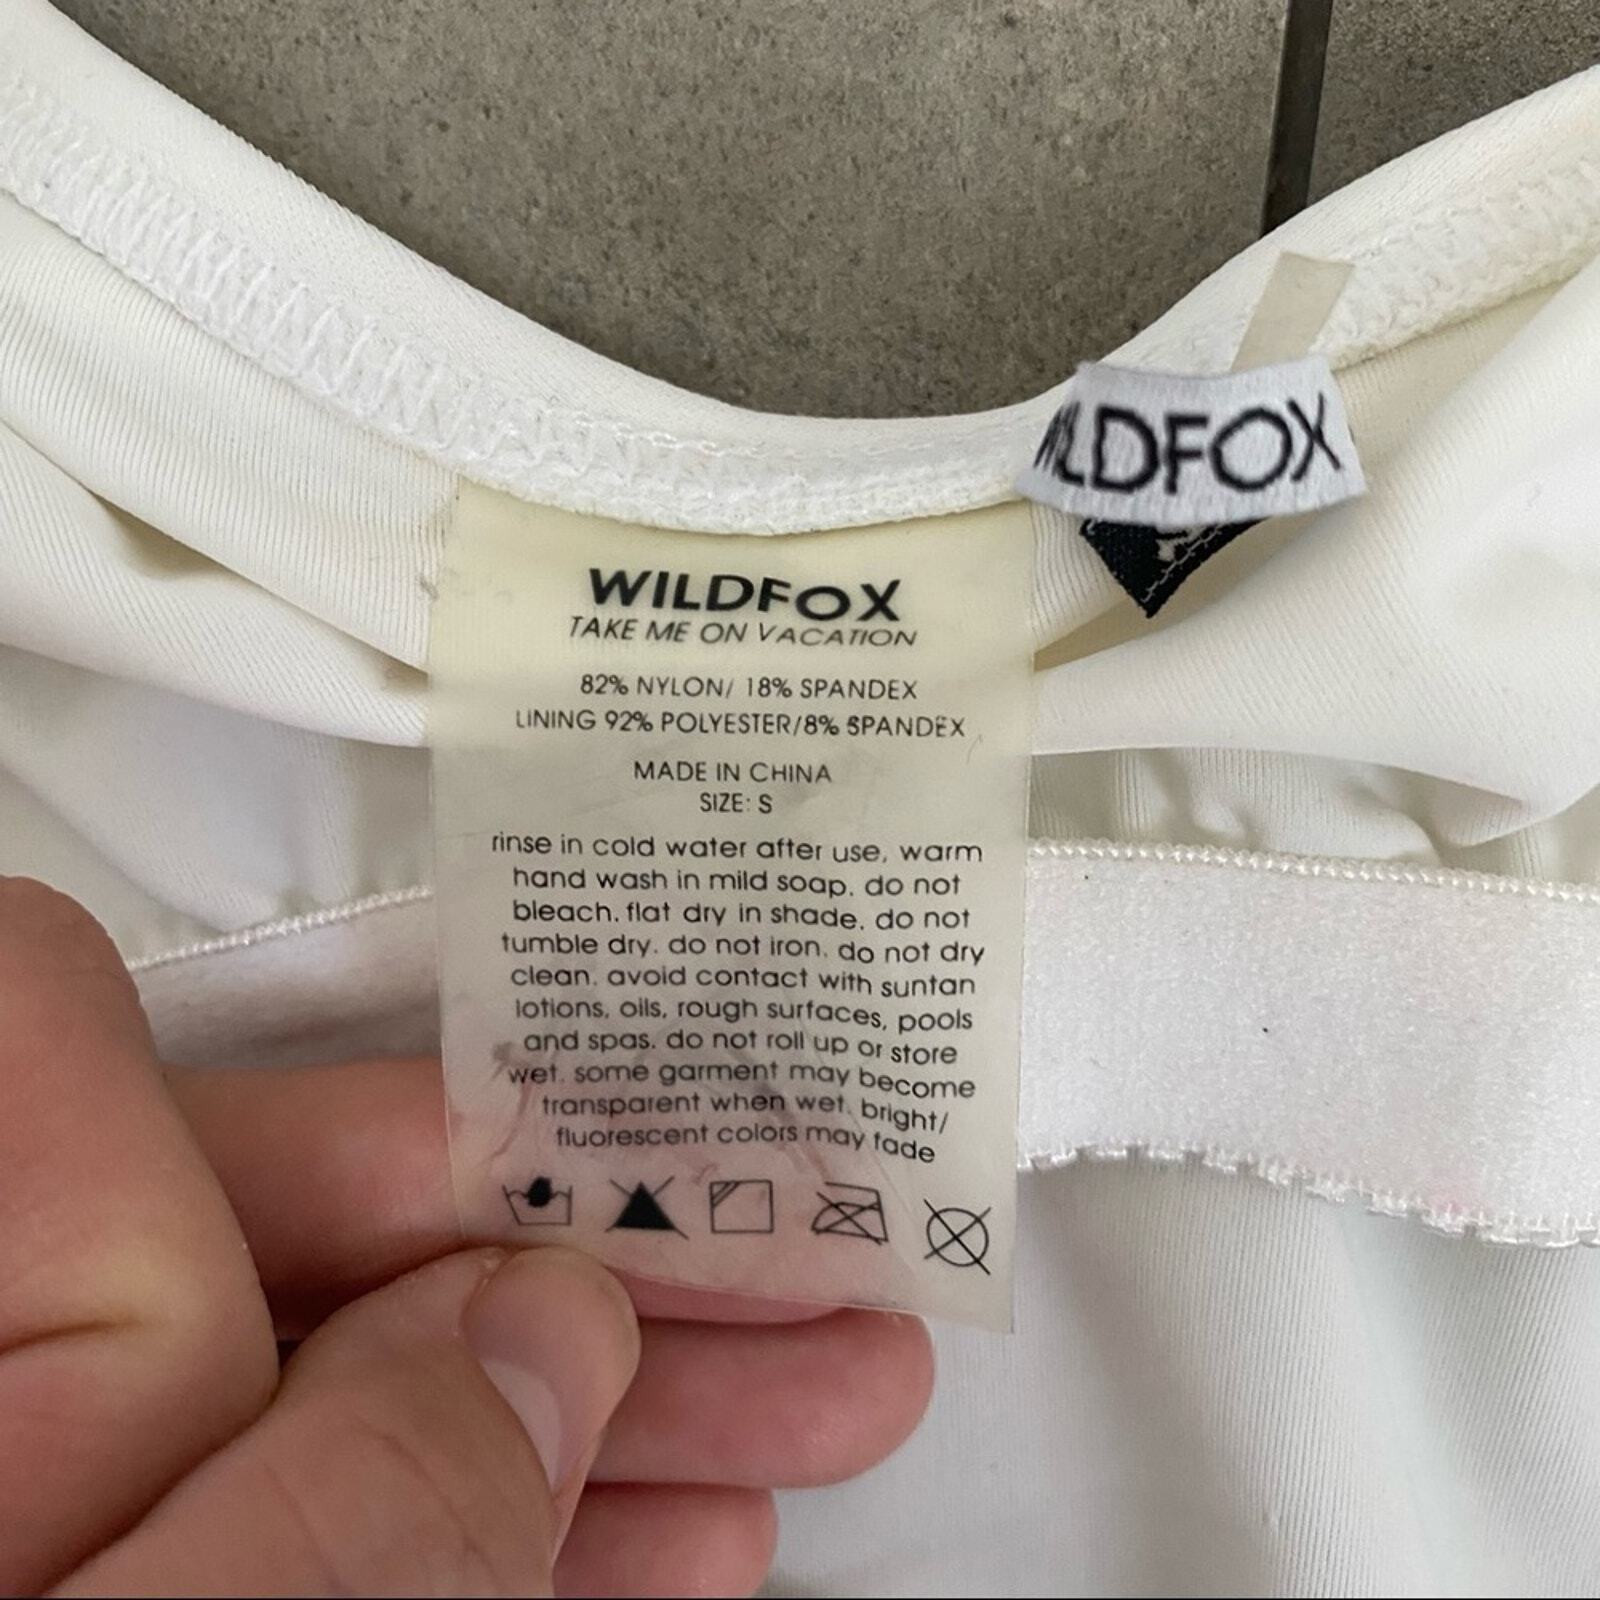 WILDFOX
WILDFOX
TAKE ME ON VACATION
82% NYLON/ 18% SPANDEX
LINING 92% POLYESTER/8% SPANDEX
MADE IN CHINA
SIZE: S
rinse in cold water after use, warm
hand wash in mild soap. do not
bleach. flat dry in shade. do not
tumble dry. do not iron. do not dry
clean. avoid contact with suntan
lotions, oils, rough surfaces, pools
and spas. do not roll up or store
wet. some garment may become
transparent when wet. bright/
fluorescent colors may fade